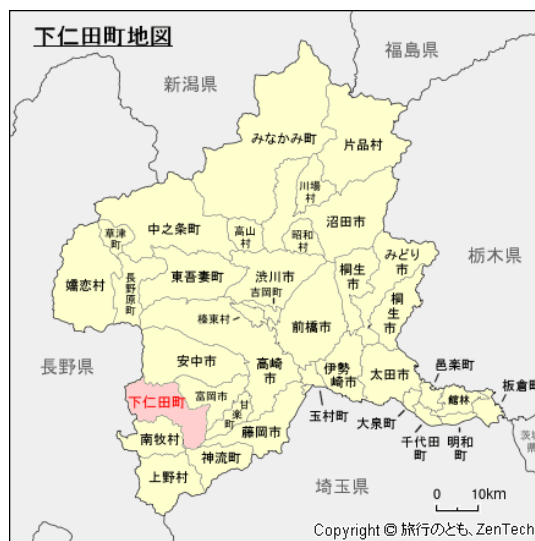 下仁田町地図
福島県
新潟県
みなかみ町
片品村
川場
村
沼田市
草津
町
中之条町
高山
村
昭和
村
栃木県
嬬恋村
長
野
原
町
東吾妻町
渋川市
吉岡町
桐生
市
みどり
市
桐
生
市
榛東村
前橋市
長野県
安中市
高崎
市
伊勢
崎市
太田市
邑楽町
下仁田町
富岡市
甘
楽
町
館林
板倉町
南牧村
藤岡市
玉村町
大泉町
千代田
町
明和
町
茨城
県
上野村
神流町
埼玉県
0 10km
Copyright © 旅行のとも、ZenTech